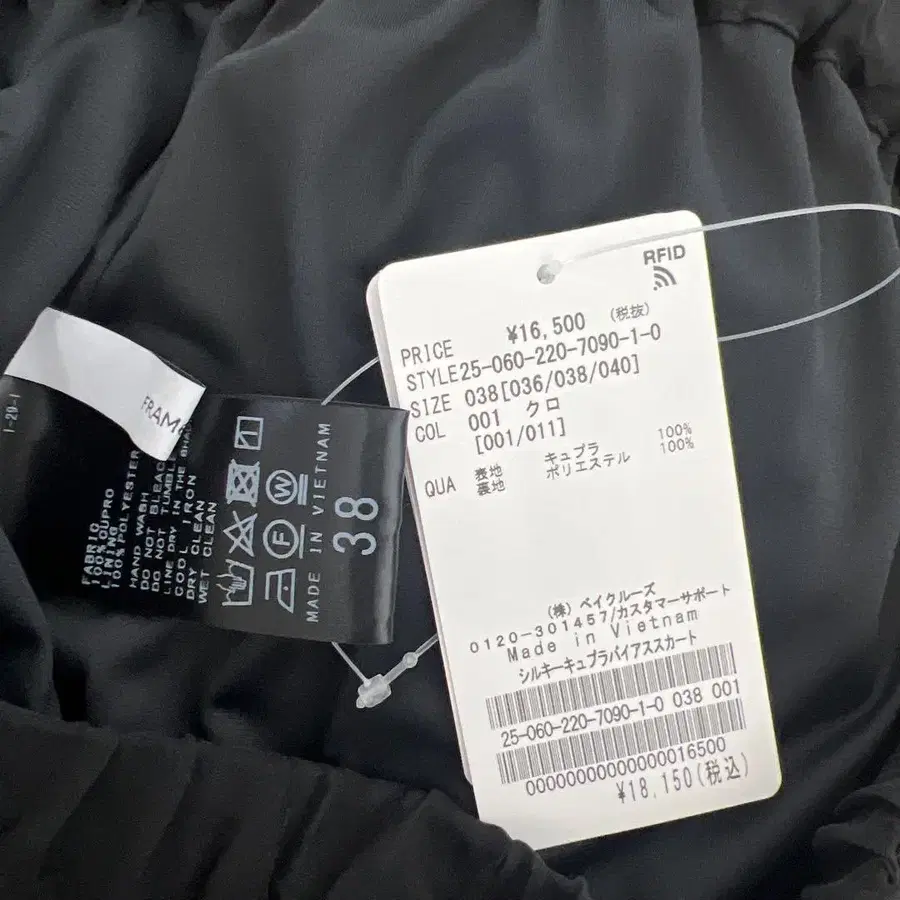 RFID
PRICE ¥16,500 (税抜)
STYLE 25-060-220-7090-1-0
SIZE 038[036/038/040]
COL 001 クロ
[001/011]
QUA 表地 キュプラ 100%
裏地 ポリエステル 100%
(株) ベイクルーズ
0120-301457/カスタマーサポート
Made in Vietnam
シルキーキュプラバイアススカート
25-060-220-7090-1-0 038 001
¥18,150(税込)
FRAM
FABRIC
100%CUPRO
LINING
100%POLYESTER
HAND WASH
DO NOT BLEAC
DO NOT TUMBLE
LINE DRY IN THE SHAD
COOL IRON
DRY CLEAN
WET CLEAN
W
F
MADE IN VIETNAM
38